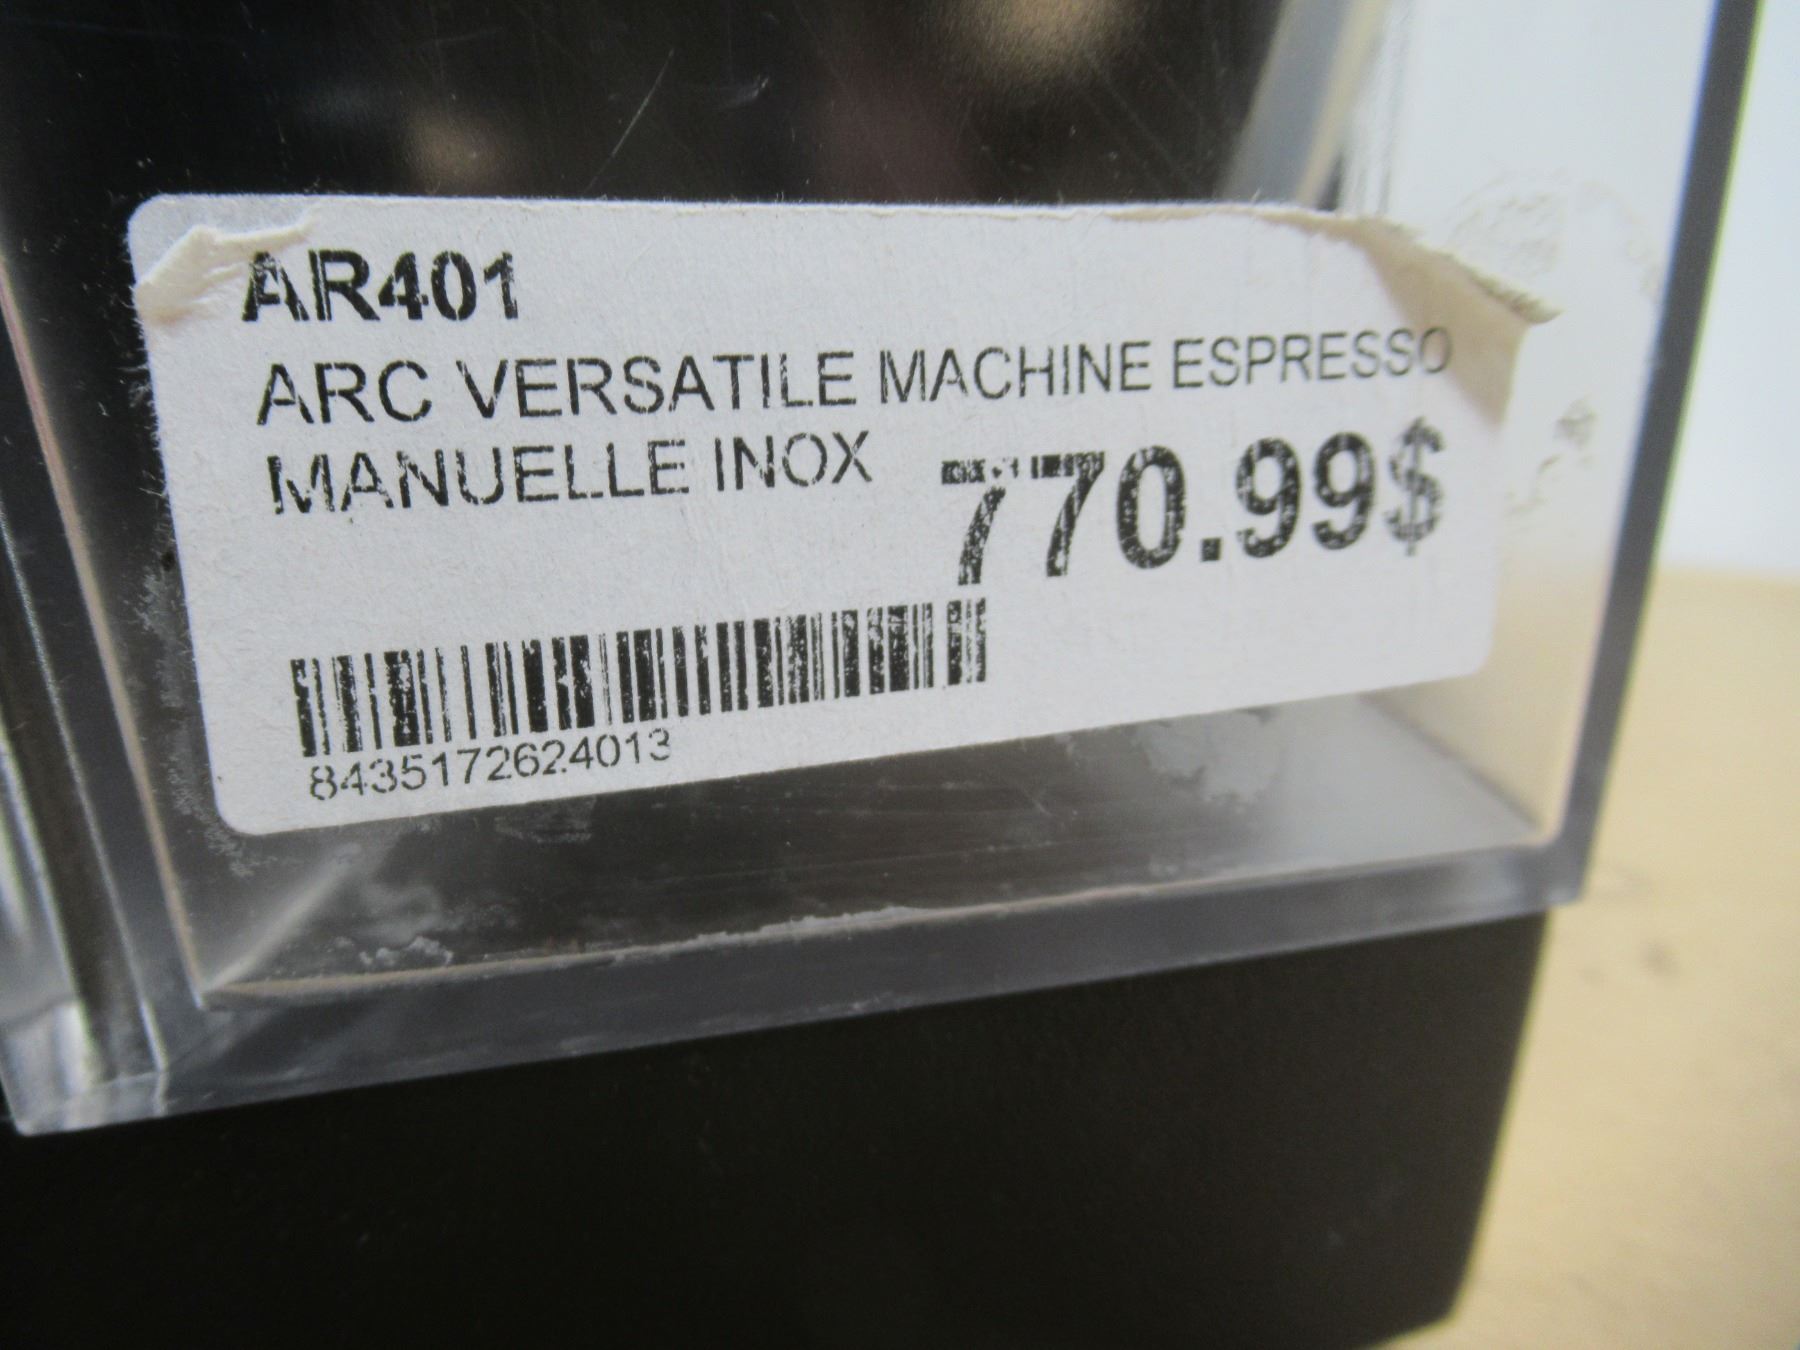 AR401
ARC VERSATILE MACHINE ESPRESSO
MANUELLE INOX
770.99$
8435172624013